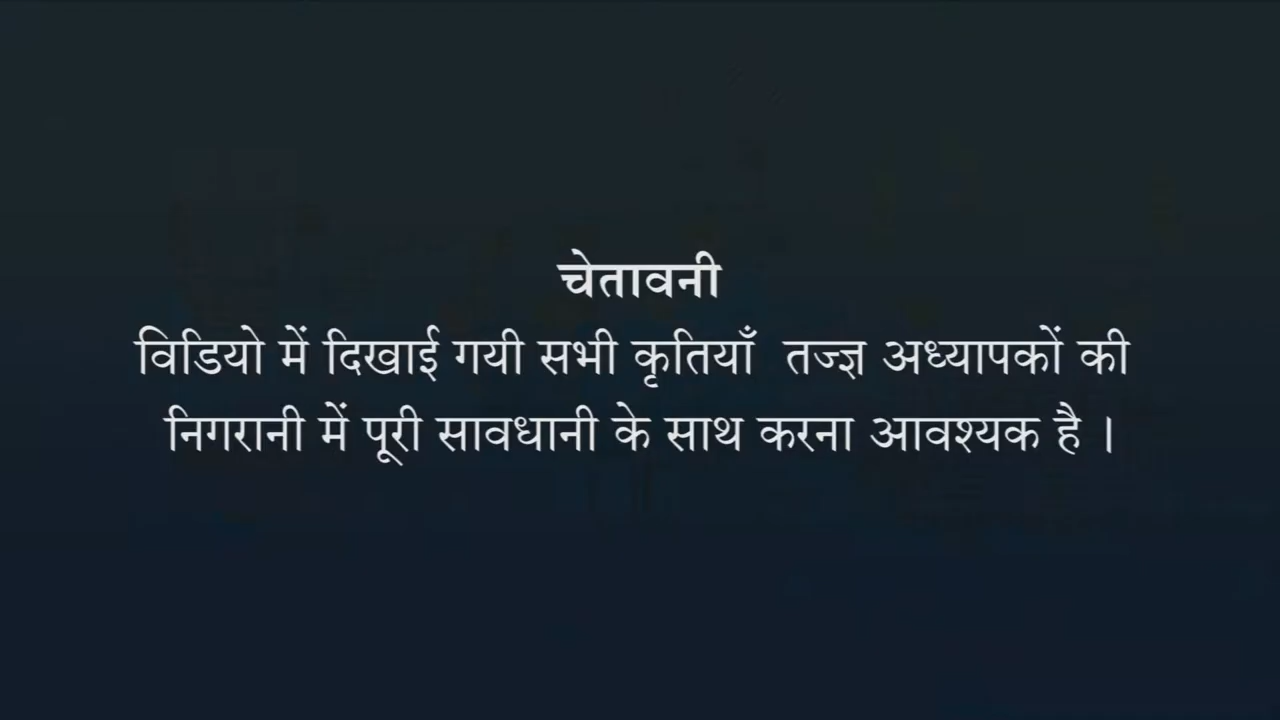 चेतावनी
विडियो में दिखाई गयी सभी कृतियाँ तज्ज्ञ अध्यापकों की
निगरानी में पूरी सावधानी के साथ करना आवश्यक है ।